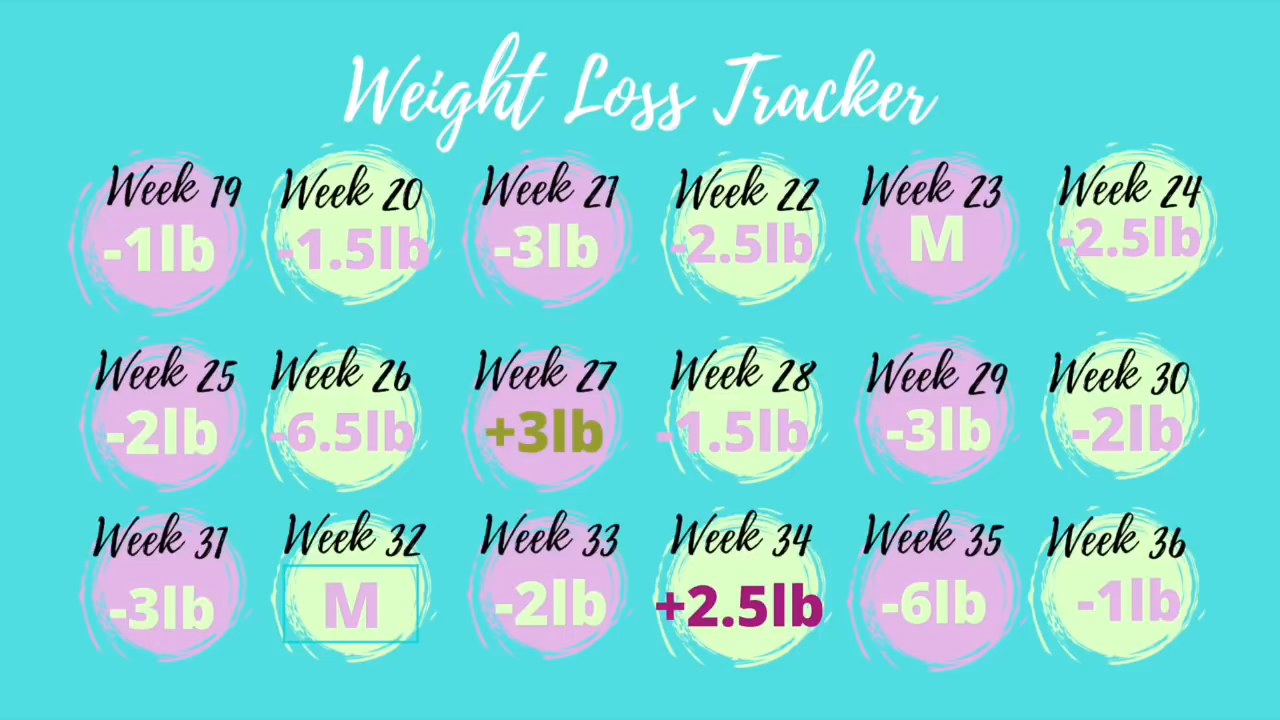 Weight Loss Tracker
Week 19 Week 20 Week 21 Week 22 Week 23 Week 24
-1lb -1.5lb -3lb -2.5lb M -2.5lb
Week 25 Week 26 Week 27 Week 28 Week 29 Week 30
-2lb -6.5lb +3lb -1.5lb -3lb -2lb
Week 31 Week 32 Week 33 Week 34 Week 35 Week 36
-3lb M -2lb +2.5lb -6lb -1lb